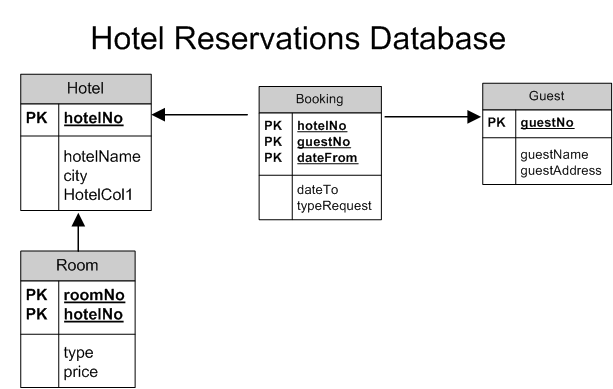 Hotel Reservations Database
Hotel
PK hotelNo
hotelName
city
HotelCol1
Booking
PK hotelNo
PK guestNo
PK dateFrom
dateTo
typeRequest
Guest
PK guestNo
guestName
guestAddress
Room
PK roomNo
PK hotelNo
type
price